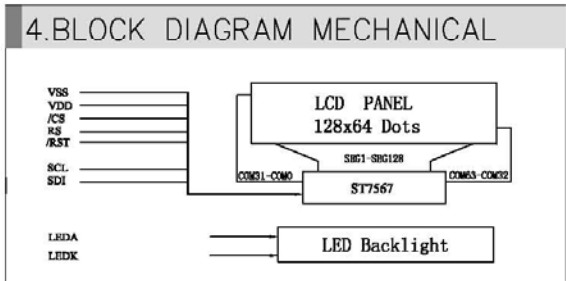 4.BLOCK DIAGRAM MECHANICAL
VSS
VDD
/CS
RS
/RST
SCL
SDI
LCD PANEL
128x64 Dots
SEG1-SEG128
COM31-COM0
COM63-COM32
ST7567
LEDA
LEDK
LED Backlight